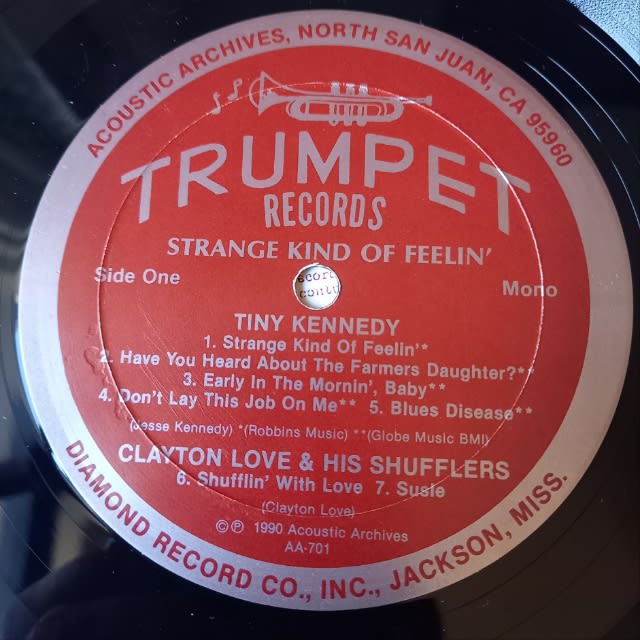 ACOUSTIC ARCHIVES, NORTH SAN JUAN, CA 95960
TRUMPET
RECORDS
STRANGE KIND OF FEELIN'
Side One
Mono
TINY KENNEDY
1. Strange Kind Of Feelin'*
2. Have You Heard About The Farmers Daughter?**
3. Early In The Mornin', Baby**
4. Don't Lay This Job On Me** 5. Blues Disease**
(Jesse Kennedy) *(Robbins Music) **(Globe Music BMI)
CLAYTON LOVE & HIS SHUFFLERS
6. Shufflin' With Love 7. Susie
(Clayton Love)
©℗ 1990 Acoustic Archives
AA-701
DIAMOND RECORD CO., INC., JACKSON, MISS.